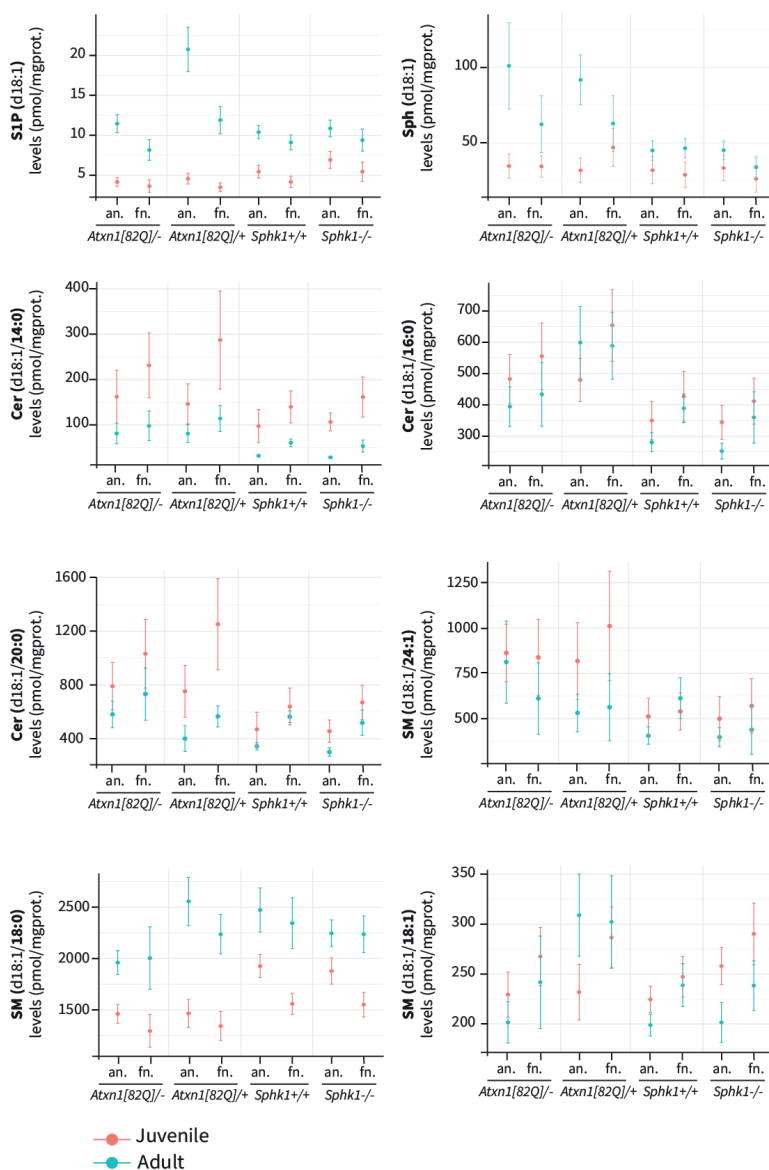 S1P (d18:1)
levels (pmol/mgprot.)
20
15
10
5
an. fn. an. fn. an. fn. an. fn.
Atxn1[82Q]/- Atxn1[82Q]/+ Sphk1+/+ Sphk1-/-
Sph (d18:1)
levels (pmol/mgprot.)
100
50
an. fn. an. fn. an. fn. an. fn.
Atxn1[82Q]/- Atxn1[82Q]/+ Sphk1+/+ Sphk1-/-
Cer (d18:1/14:0)
levels (pmol/mgprot.)
400
300
200
100
an. fn. an. fn. an. fn. an. fn.
Atxn1[82Q]/- Atxn1[82Q]/+ Sphk1+/+ Sphk1-/-
Cer (d18:1/16:0)
levels (pmol/mgprot.)
700
600
500
400
300
an. fn. an. fn. an. fn. an. fn.
Atxn1[82Q]/- Atxn1[82Q]/+ Sphk1+/+ Sphk1-/-
Cer (d18:1/20:0)
levels (pmol/mgprot.)
1600
1200
800
400
an. fn. an. fn. an. fn. an. fn.
Atxn1[82Q]/- Atxn1[82Q]/+ Sphk1+/+ Sphk1-/-
SM (d18:1/24:1)
levels (pmol/mgprot.)
1250
1000
750
500
an. fn. an. fn. an. fn. an. fn.
Atxn1[82Q]/- Atxn1[82Q]/+ Sphk1+/+ Sphk1-/-
SM (d18:1/18:0)
levels (pmol/mgprot.)
2500
2000
1500
an. fn. an. fn. an. fn. an. fn.
Atxn1[82Q]/- Atxn1[82Q]/+ Sphk1+/+ Sphk1-/-
SM (d18:1/18:1)
levels (pmol/mgprot.)
350
300
250
200
an. fn. an. fn. an. fn. an. fn.
Atxn1[82Q]/- Atxn1[82Q]/+ Sphk1+/+ Sphk1-/-
Juvenile
Adult